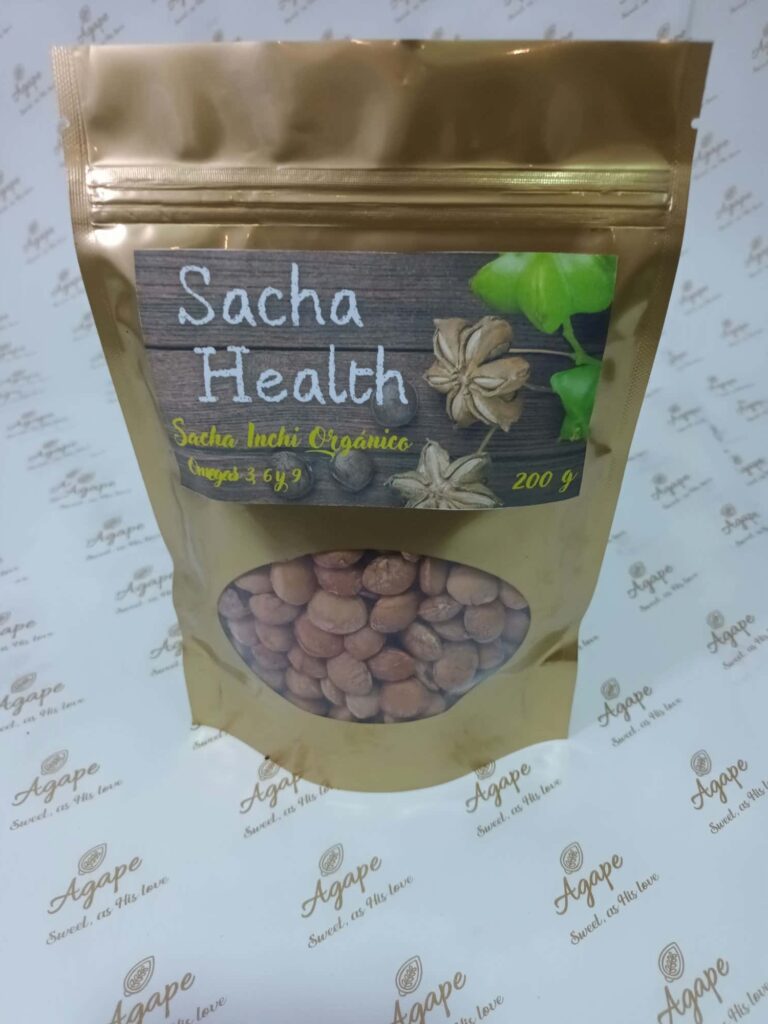 Sacha
Health
Sacha Inchi Orgánico
Omegas 3, 6 y 9
200 g
Agape
Sweet, as His love